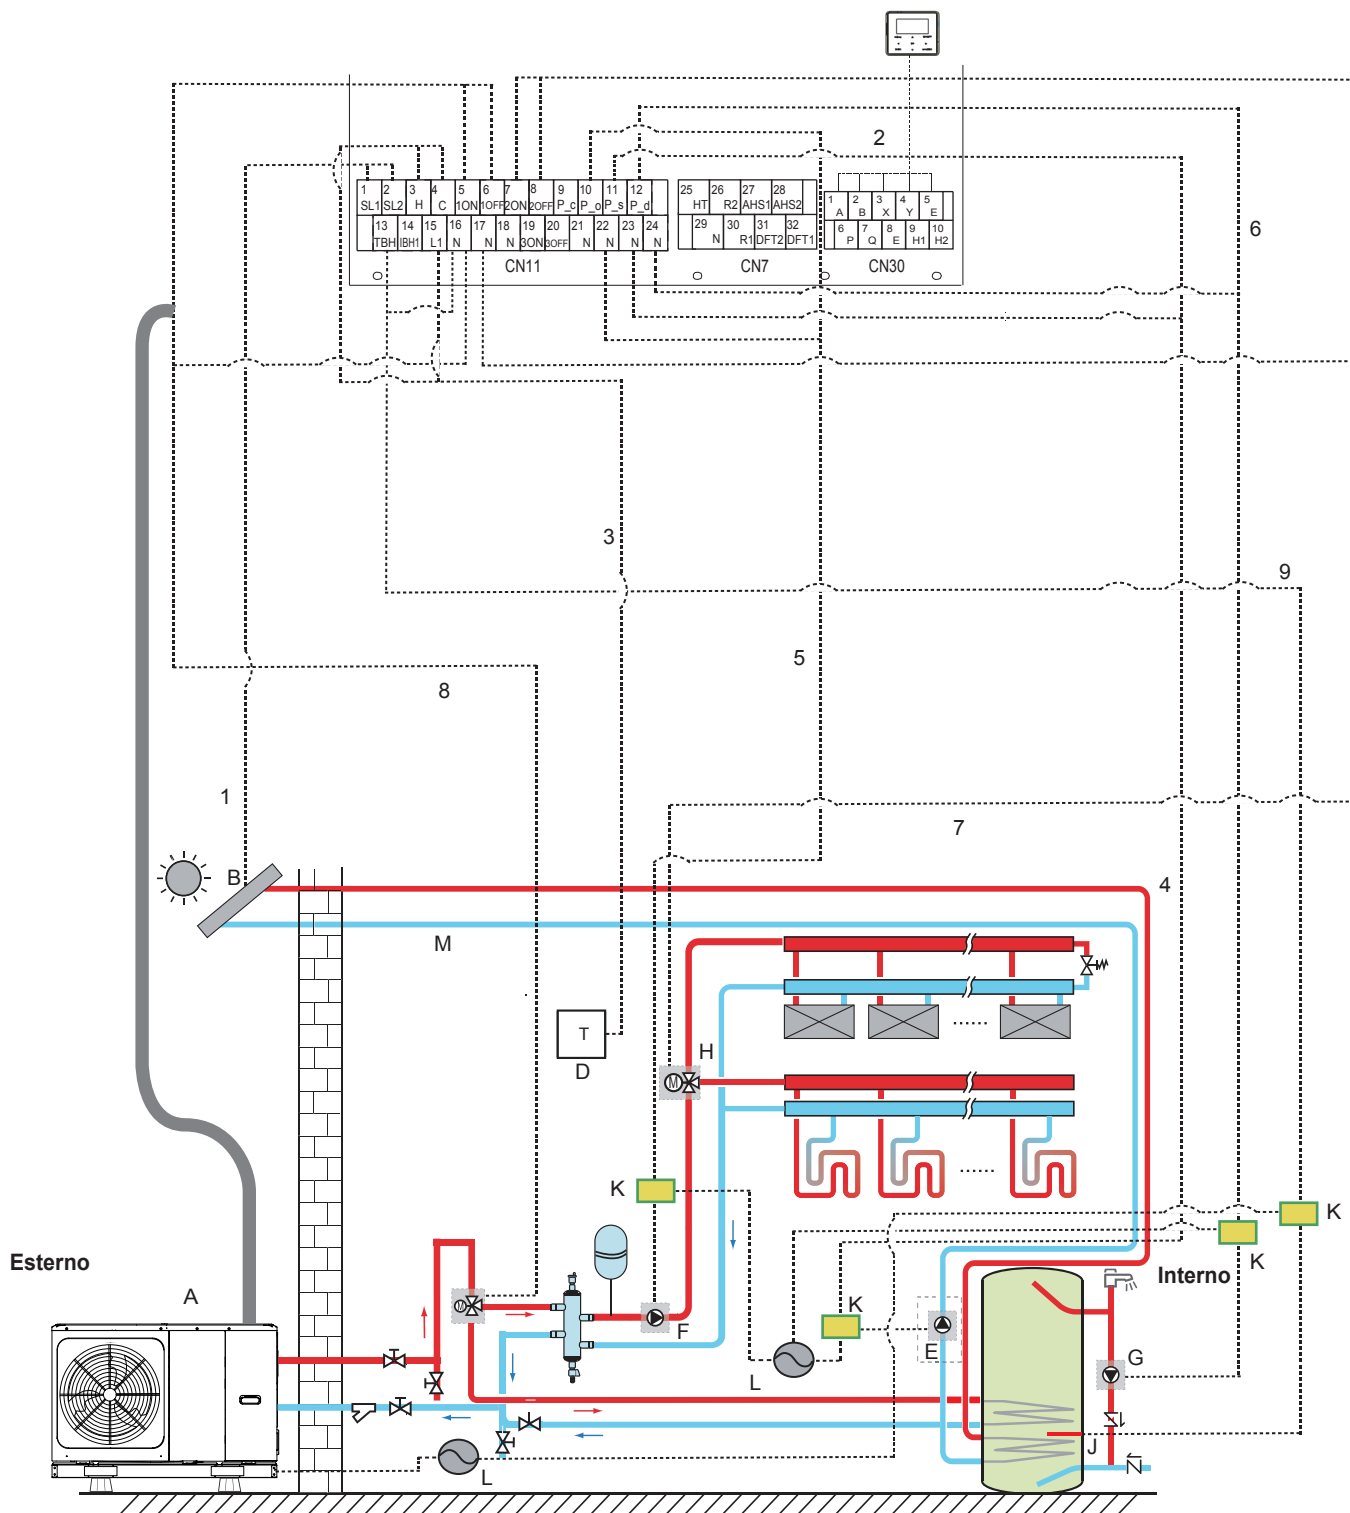 2
1 2 3 4 5 6 7 8 9 10 11 12
SL1 SL2 H C 1ON 1OFF 2ON 2OFF P_c P_o P_s P_d
13 14 15 16 17 18 19 20 21 22 23 24
TBH IBH1 L1 N N N 3ON 3OFF N N N N
CN11
25 26 27 28
HT R2 AHS1 AHS2
29 30 31 32
N R1 DFT2 DFT1
CN7
1 2 3 4 5
A B X Y E
6 7 8 9 10
P Q E H1 H2
CN30
6
3
9
5
8
1
7
B
4
M
T
D
H
K
K
K
Esterno
Interno
A
K
F
E
G
L
J
L
M
M